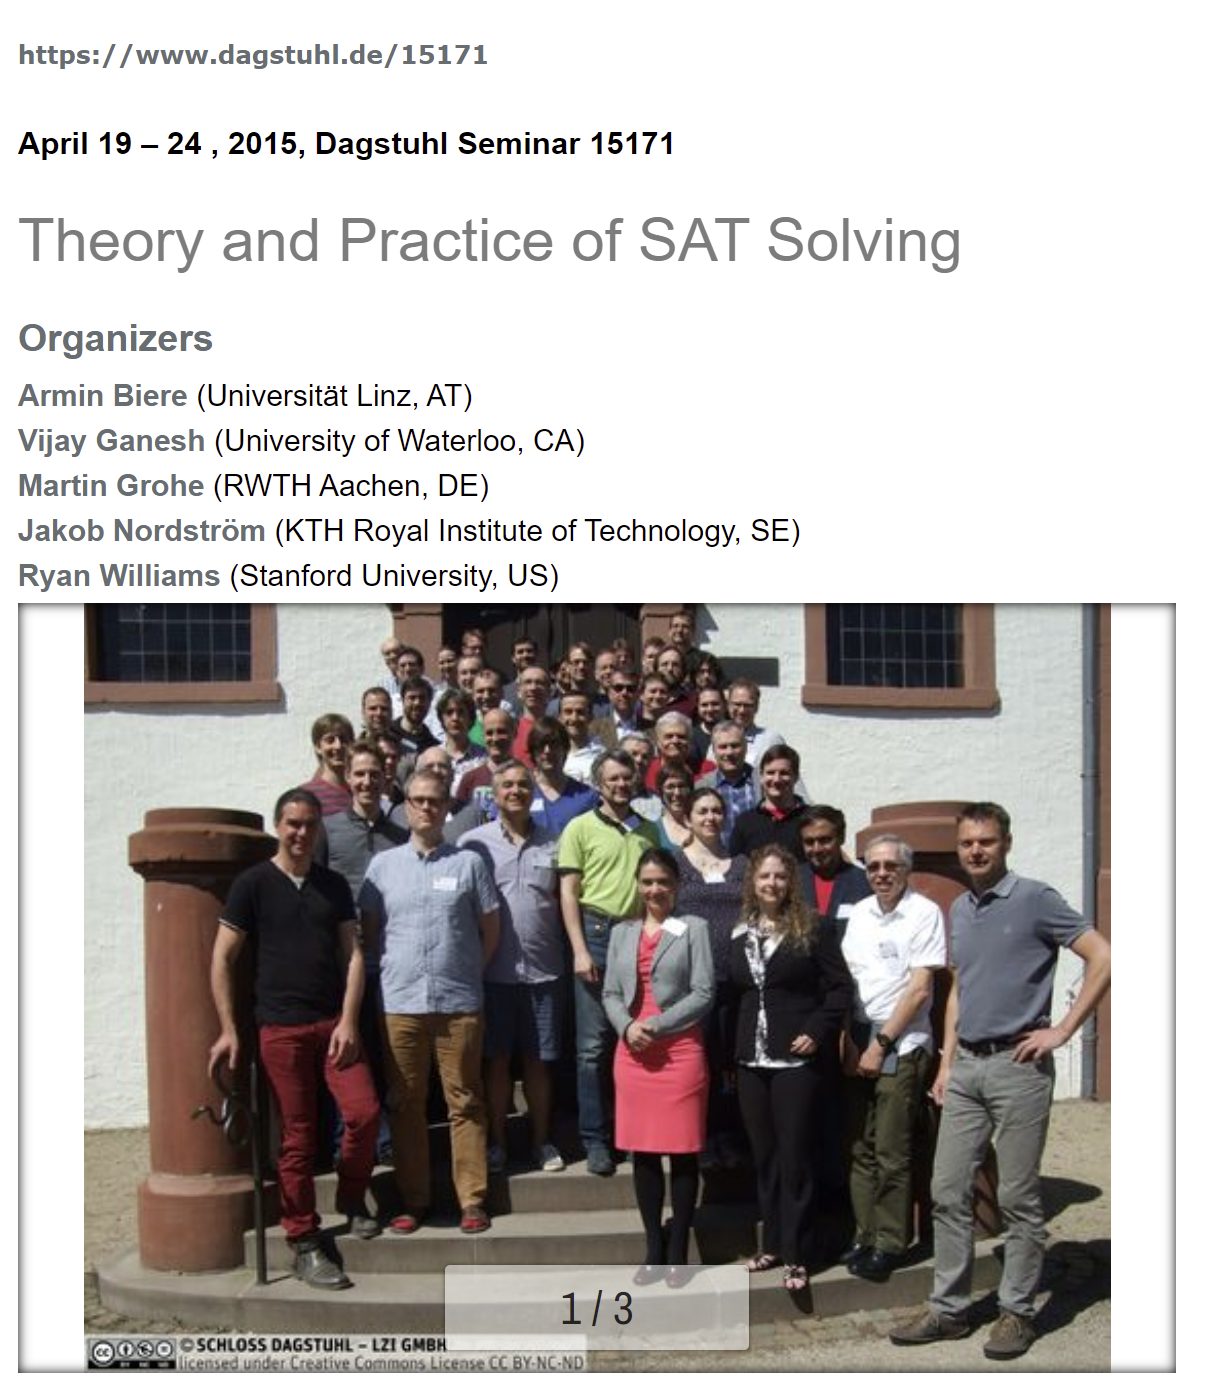 https://www.dagstuhl.de/15171
April 19 – 24 , 2015, Dagstuhl Seminar 15171
Theory and Practice of SAT Solving
Organizers
Armin Biere (Universität Linz, AT)
Vijay Ganesh (University of Waterloo, CA)
Martin Grohe (RWTH Aachen, DE)
Jakob Nordström (KTH Royal Institute of Technology, SE)
Ryan Williams (Stanford University, US)
1 / 3
© SCHLOSS DAGSTUHL – LZI GMBH
licensed under Creative Commons License CC BY-NC-ND